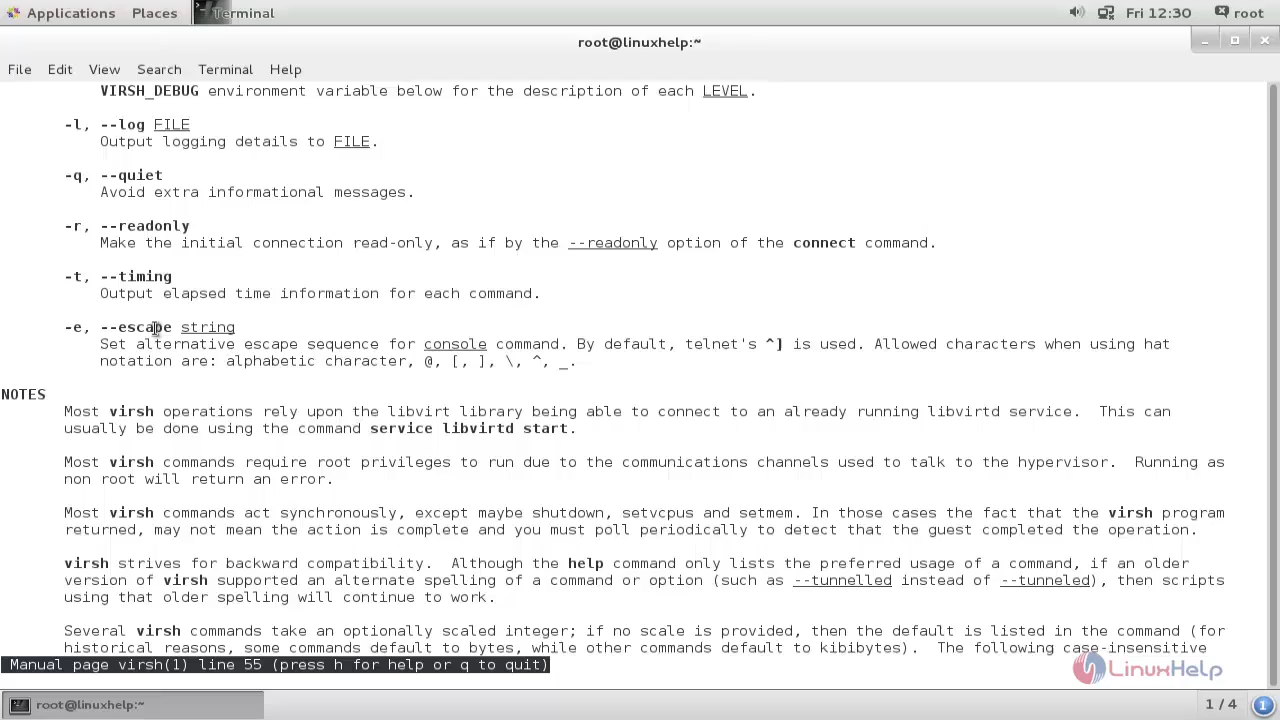 Applications Places Terminal Fri 12:30 root
root@linuxhelp:~
File Edit View Search Terminal Help
VIRSH_DEBUG environment variable below for the description of each LEVEL.
-l, --log FILE
Output logging details to FILE.
-q, --quiet
Avoid extra informational messages.
-r, --readonly
Make the initial connection read-only, as if by the --readonly option of the connect command.
-t, --timing
Output elapsed time information for each command.
-e, --escape string
Set alternative escape sequence for console command. By default, telnet's ^] is used. Allowed characters when using hat
notation are: alphabetic character, @, [, ], \, ^, _.
NOTES
Most virsh operations rely upon the libvirt library being able to connect to an already running libvirtd service.  This can
usually be done using the command service libvirtd start.
Most virsh commands require root privileges to run due to the communications channels used to talk to the hypervisor.  Running as
non root will return an error.
Most virsh commands act synchronously, except maybe shutdown, setvcpus and setmem. In those cases the fact that the virsh program
returned, may not mean the action is complete and you must poll periodically to detect that the guest completed the operation.
virsh strives for backward compatibility.  Although the help command only lists the preferred usage of a command, if an older
version of virsh supported an alternate spelling of a command or option (such as --tunnelled instead of --tunneled), then scripts
using that older spelling will continue to work.
Several virsh commands take an optionally scaled integer; if no scale is provided, then the default is listed in the command (for
historical reasons, some commands default to bytes, while other commands default to kibibytes).  The following case-insensitive
Manual page virsh(1) line 55 (press h for help or q to quit)
LinuxHelp
root@linuxhelp:~ 1 / 4 1